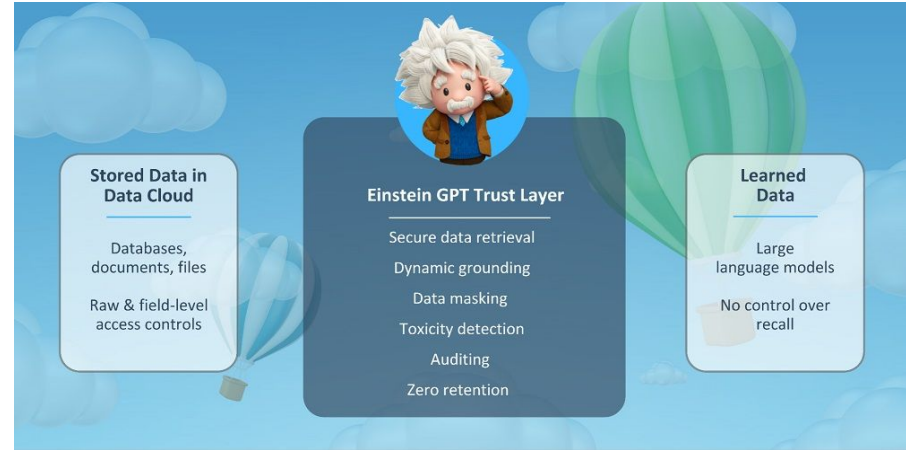 Stored Data in
Data Cloud
Databases,
documents, files
Raw & field-level
access controls
Einstein GPT Trust Layer
Secure data retrieval
Dynamic grounding
Data masking
Toxicity detection
Auditing
Zero retention
Learned
Data
Large
language models
No control over
recall